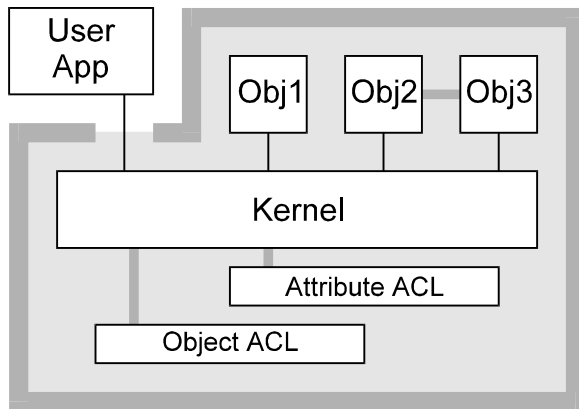 User
App
Obj1
Obj2
Obj3
Kernel
Attribute ACL
Object ACL